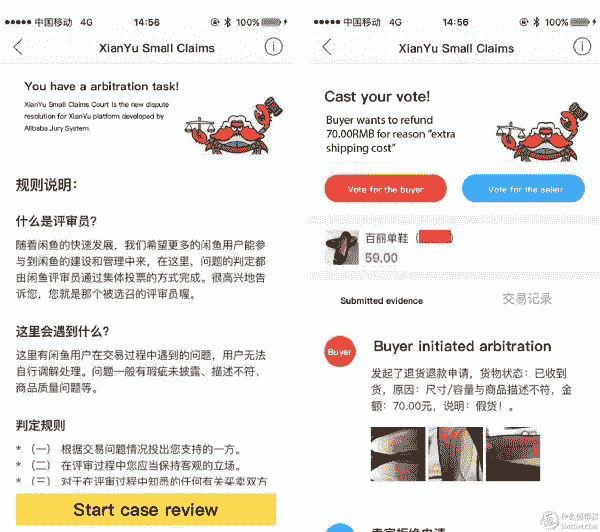 中国移动 4G 14:56 100%
XianYu Small Claims
You have a arbitration task!
XianYu Small Claims Court is the new dispute
resolution for XianYu platform developed by
Alibaba Jury System.
规则说明：
什么是评审员？
随着闲鱼的快速发展，我们希望更多的闲鱼用户能参
与到闲鱼的建设和管理中来，在这里，问题的判定都
由闲鱼评审员通过集体投票的方式完成。很高兴地告
诉您，您就是那个被选召的评审员喔。
这里会遇到什么？
这里有闲鱼用户在交易过程中遇到的问题，用户无法
自行调解处理。问题一般有瑕疵未披露、描述不符、
商品质量问题等。
判定规则
* （一） 根据交易问题情况投出您支持的一方。
* （二） 在评审过程中您应当保持客观的立场。
* （三） 对于在评审过程中知悉的任何有关买卖双方
Start case review
中国移动 4G 14:56 100%
XianYu Small Claims
Cast your vote!
Buyer wants to refund
70.00RMB for reason “extra
shipping cost”
Vote for the buyer
Vote for the seller
百丽单鞋（
59.00
Submitted evidence
交易记录
Buyer
Buyer initiated arbitration
发起了退货退款申请，货物状态：已收到
货，原因：尺寸/容量与商品描述不符，金
额：70.00元，说明：假货！。
值 什么值得买